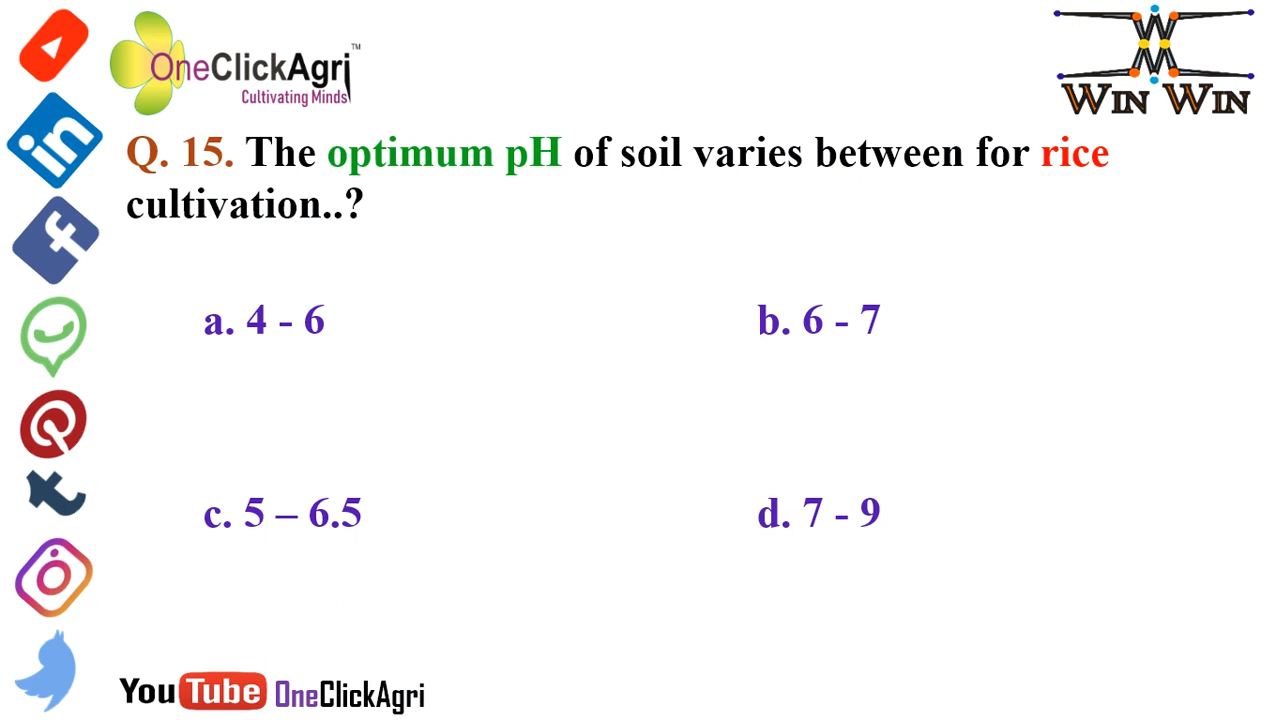 OneClickAgri™
Cultivating Minds
WIN WIN
Q. 15. The optimum pH of soil varies between for rice
cultivation..?
a. 4 - 6
b. 6 - 7
c. 5 – 6.5
d. 7 - 9
YouTube OneClickAgri